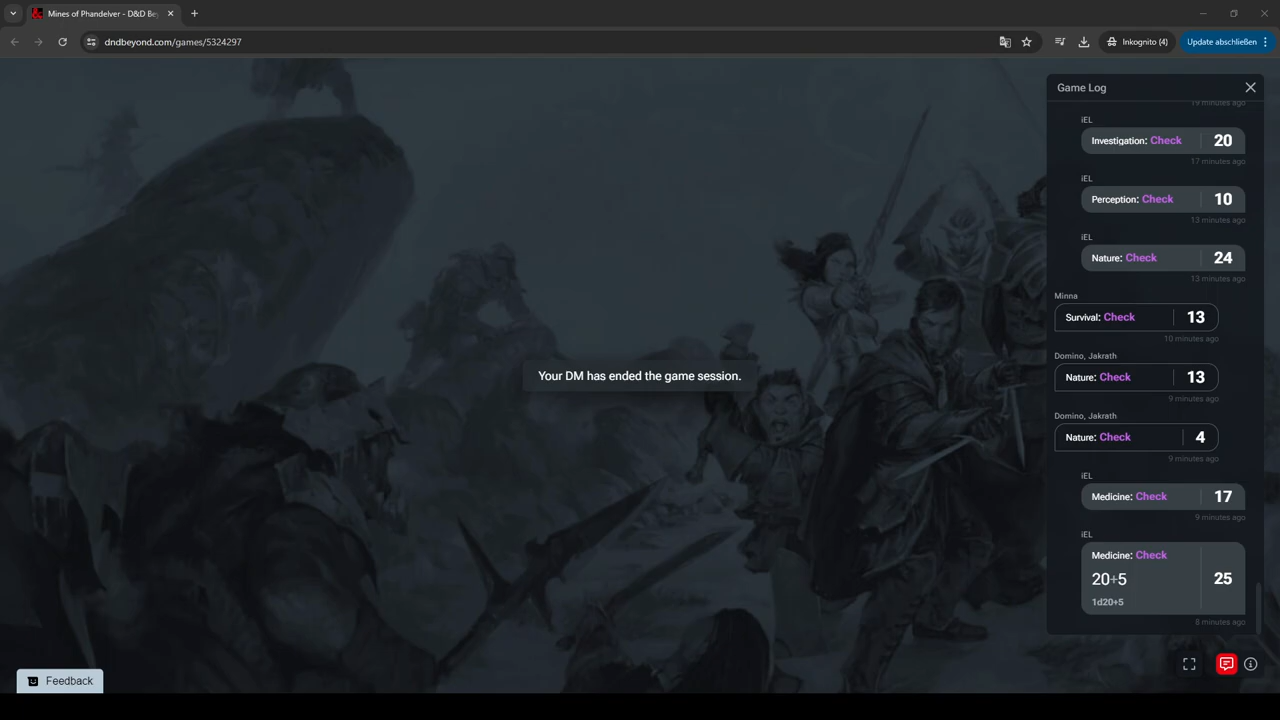 Mines of Phandelver - D&D Be
dndbeyond.com/games/5324297
Inkognito (4)
Update abschließen
Game Log
19 minutes ago
iEL
Investigation: Check 20
17 minutes ago
iEL
Perception: Check 10
13 minutes ago
iEL
Nature: Check 24
13 minutes ago
Minna
Survival: Check 13
10 minutes ago
Domino, Jakrath
Nature: Check 13
9 minutes ago
Domino, Jakrath
Nature: Check 4
9 minutes ago
iEL
Medicine: Check 17
9 minutes ago
iEL
Medicine: Check
20+5 25
1d20+5
8 minutes ago
Your DM has ended the game session.
Feedback